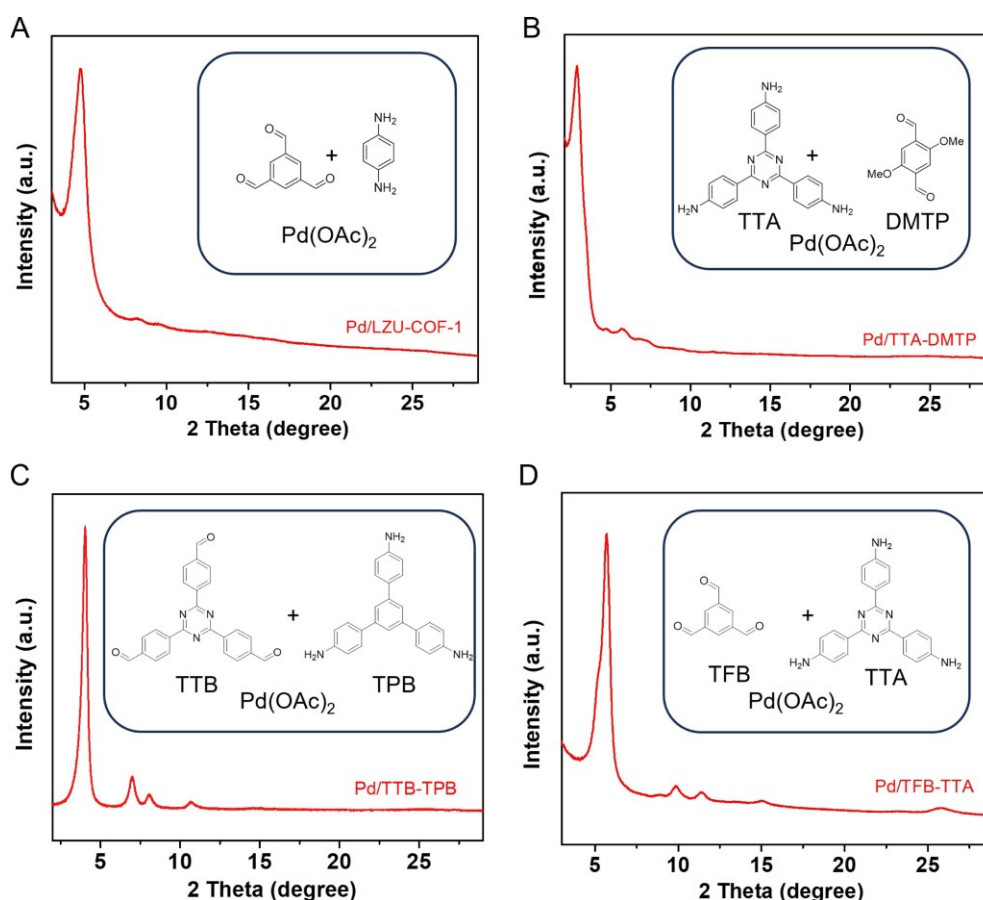 A
Intensity (a.u.)
O
O
O
+
NH2
NH2
Pd(OAc)2
Pd/LZU-COF-1
5 10 15 20 25
2 Theta (degree)
B
Intensity (a.u.)
NH2
N N
N
NH2
NH2
TTA
+
O
OMe
OMe
O
DMTP
Pd(OAc)2
Pd/TTA-DMTP
5 10 15 20 25
2 Theta (degree)
C
Intensity (a.u.)
O
N N
N
O
O
TTB
+
NH2
NH2
NH2
TPB
Pd(OAc)2
Pd/TTB-TPB
5 10 15 20 25
2 Theta (degree)
D
Intensity (a.u.)
O
O
O
TFB
+
NH2
N N
N
NH2
NH2
TTA
Pd(OAc)2
Pd/TFB-TTA
5 10 15 20 25
2 Theta (degree)